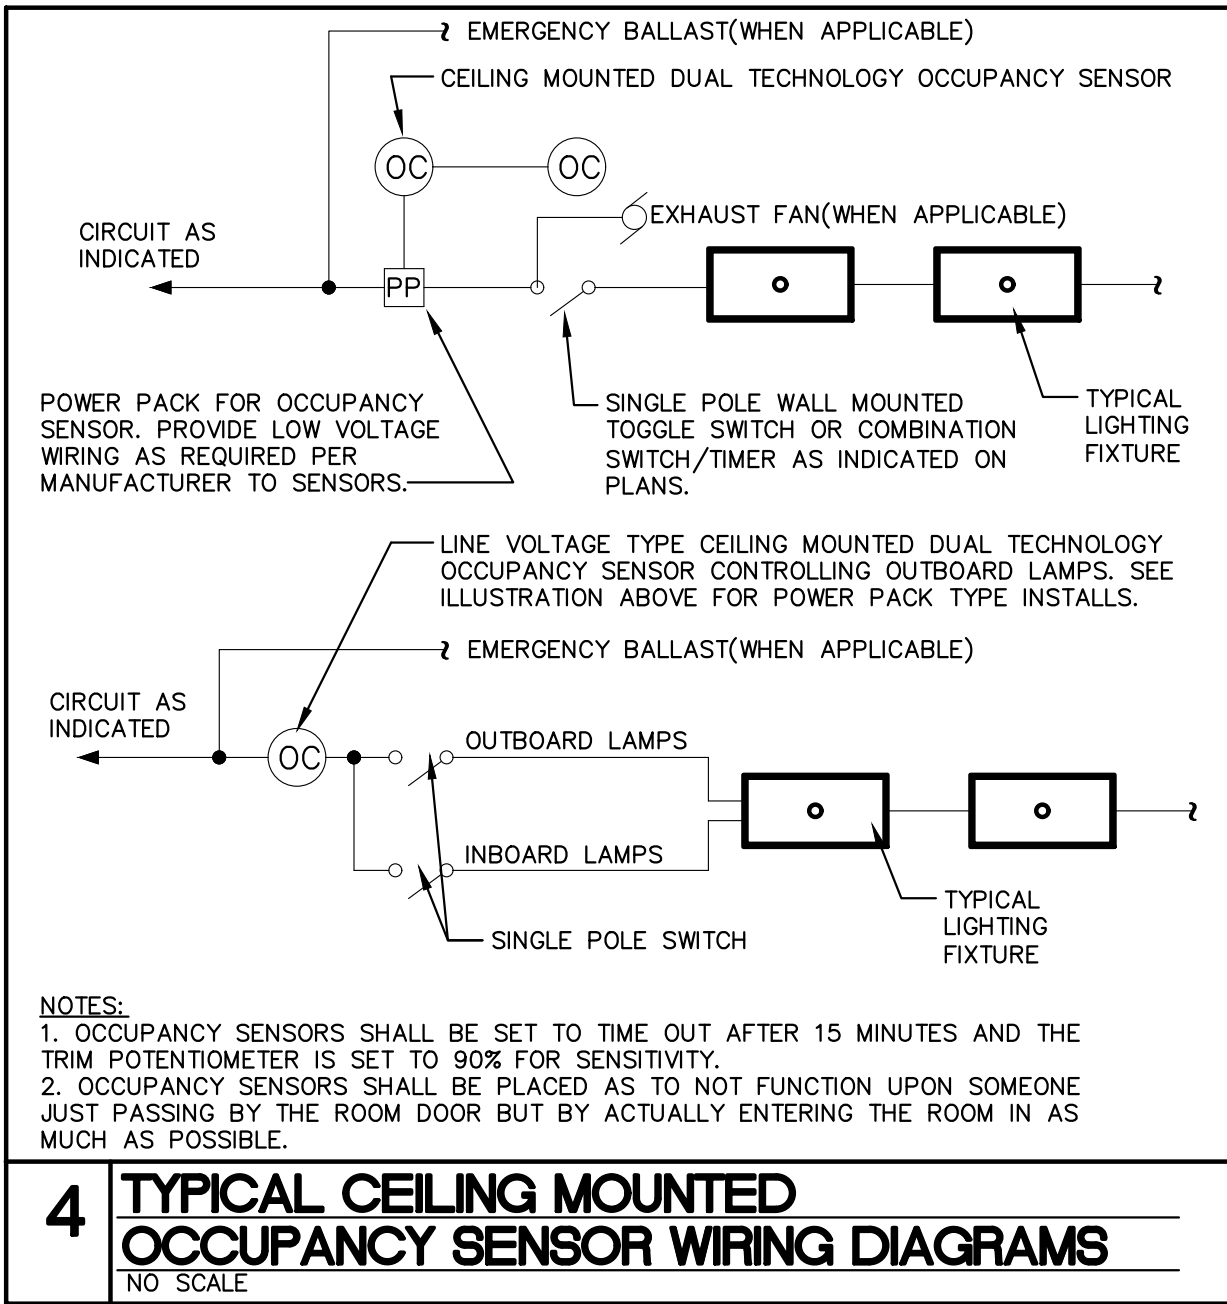 EMERGENCY BALLAST(WHEN APPLICABLE)
CEILING MOUNTED DUAL TECHNOLOGY OCCUPANCY SENSOR
OC
OC
EXHAUST FAN(WHEN APPLICABLE)
CIRCUIT AS
INDICATED
PP
POWER PACK FOR OCCUPANCY
SENSOR. PROVIDE LOW VOLTAGE
WIRING AS REQUIRED PER
MANUFACTURER TO SENSORS.
SINGLE POLE WALL MOUNTED
TOGGLE SWITCH OR COMBINATION
SWITCH/TIMER AS INDICATED ON
PLANS.
TYPICAL
LIGHTING
FIXTURE
LINE VOLTAGE TYPE CEILING MOUNTED DUAL TECHNOLOGY
OCCUPANCY SENSOR CONTROLLING OUTBOARD LAMPS. SEE
ILLUSTRATION ABOVE FOR POWER PACK TYPE INSTALLS.
EMERGENCY BALLAST(WHEN APPLICABLE)
CIRCUIT AS
INDICATED
OC
OUTBOARD LAMPS
INBOARD LAMPS
SINGLE POLE SWITCH
TYPICAL
LIGHTING
FIXTURE
NOTES:
1. OCCUPANCY SENSORS SHALL BE SET TO TIME OUT AFTER 15 MINUTES AND THE
TRIM POTENTIOMETER IS SET TO 90% FOR SENSITIVITY.
2. OCCUPANCY SENSORS SHALL BE PLACED AS TO NOT FUNCTION UPON SOMEONE
JUST PASSING BY THE ROOM DOOR BUT BY ACTUALLY ENTERING THE ROOM IN AS
MUCH AS POSSIBLE.
4
TYPICAL CEILING MOUNTED
OCCUPANCY SENSOR WIRING DIAGRAMS
NO SCALE